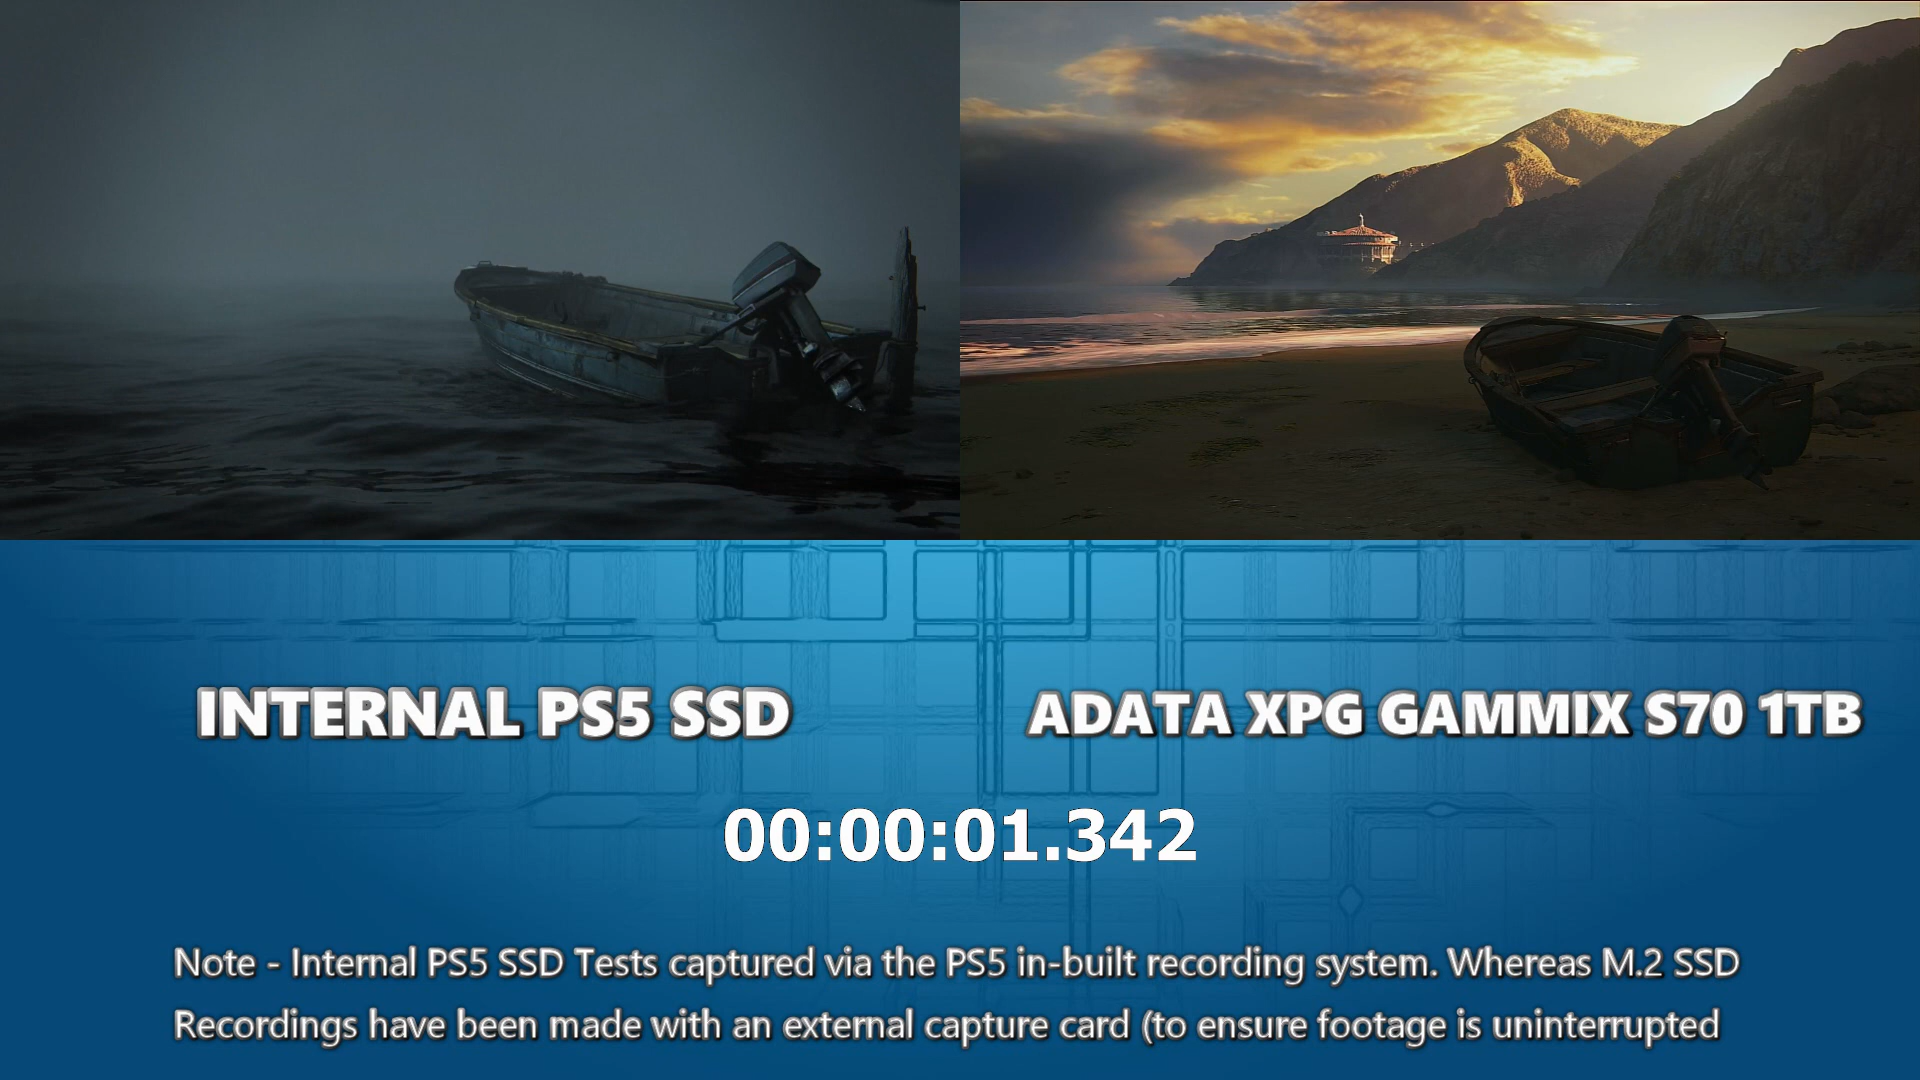 INTERNAL PS5 SSD
ADATA XPG GAMMIX S70 1TB
00:00:01.342
Note - Internal PS5 SSD Tests captured via the PS5 in-built recording system. Whereas M.2 SSD
Recordings have been made with an external capture card (to ensure footage is uninterrupted